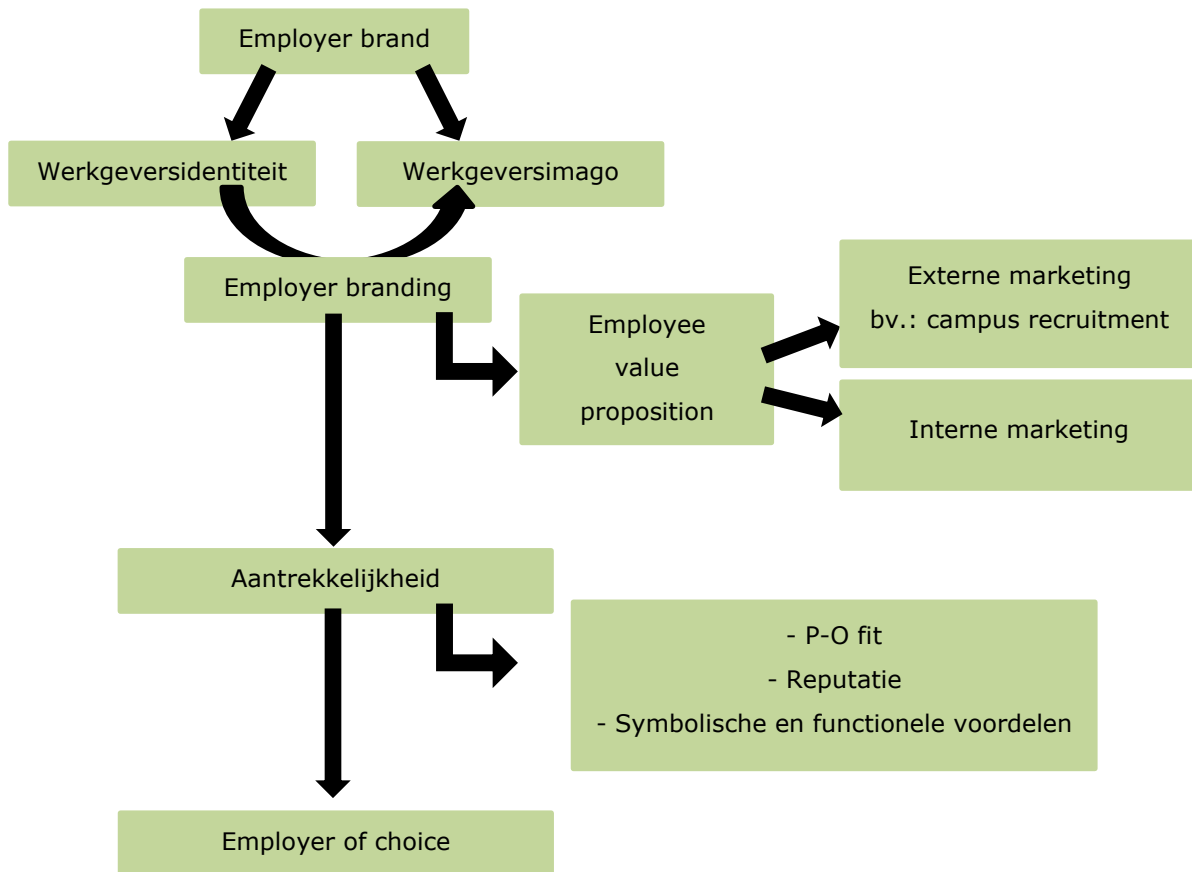 Employer brand
Werkgeversidentiteit
Werkgeversimago
Employer branding
Employee
value
proposition
Externe marketing
bv.: campus recruitment
Interne marketing
Aantrekkelijkheid
- P-O fit
- Reputatie
- Symbolische en functionele voordelen
Employer of choice